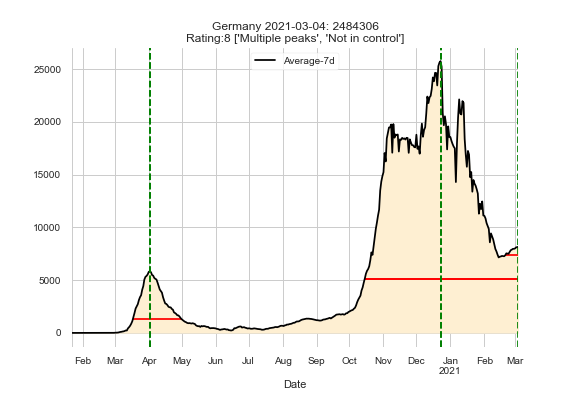 Germany 2021-03-04: 2484306
Rating:8 ['Multiple peaks', 'Not in control']
Average-7d
25000
20000
15000
10000
5000
0
Feb Mar Apr May Jun Jul Aug Sep Oct Nov Dec Jan Feb Mar
2021
Date